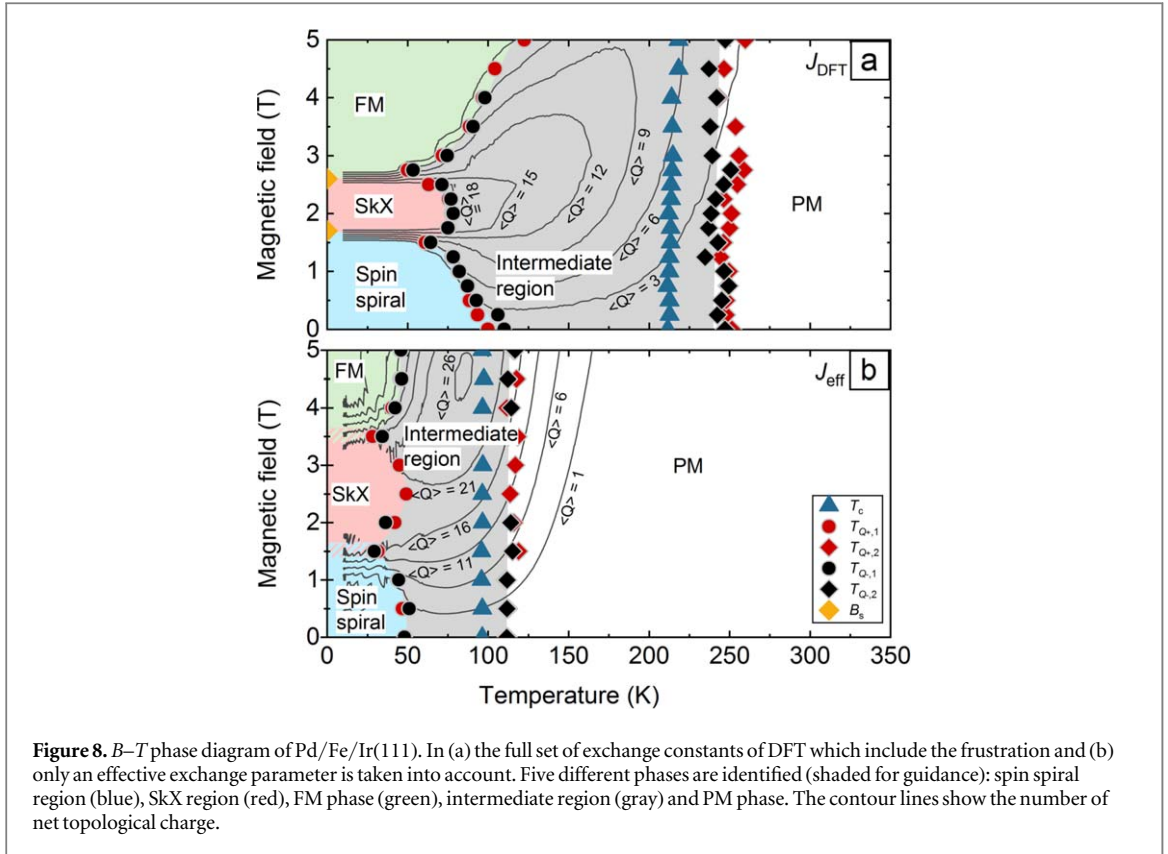 5
J_DFT
a
4
FM
3
<Q> = 9
<Q> = 12
<Q> = 15
<Q> = 18
SkX
2
PM
<Q> = 6
Intermediate
region
Spin
spiral
1
<Q> = 3
0
Magnetic field (T)
5
FM
<Q> = 26
J_eff
b
4
<Q> = 6
Intermediate
region
3
PM
SkX
<Q> = 21
<Q> = 1
2
<Q> = 16
<Q> = 11
1
Spin
spiral
0
Magnetic field (T)
T_c
T_Q+,1
T_Q+,2
T_Q-,1
T_Q-,2
B_s
0 50 100 150 200 250 300 350
Temperature (K)
Figure 8. B–T phase diagram of Pd/Fe/Ir(111). In (a) the full set of exchange constants of DFT which include the frustration and (b)
only an effective exchange parameter is taken into account. Five different phases are identified (shaded for guidance): spin spiral
region (blue), SkX region (red), FM phase (green), intermediate region (gray) and PM phase. The contour lines show the number of
net topological charge.